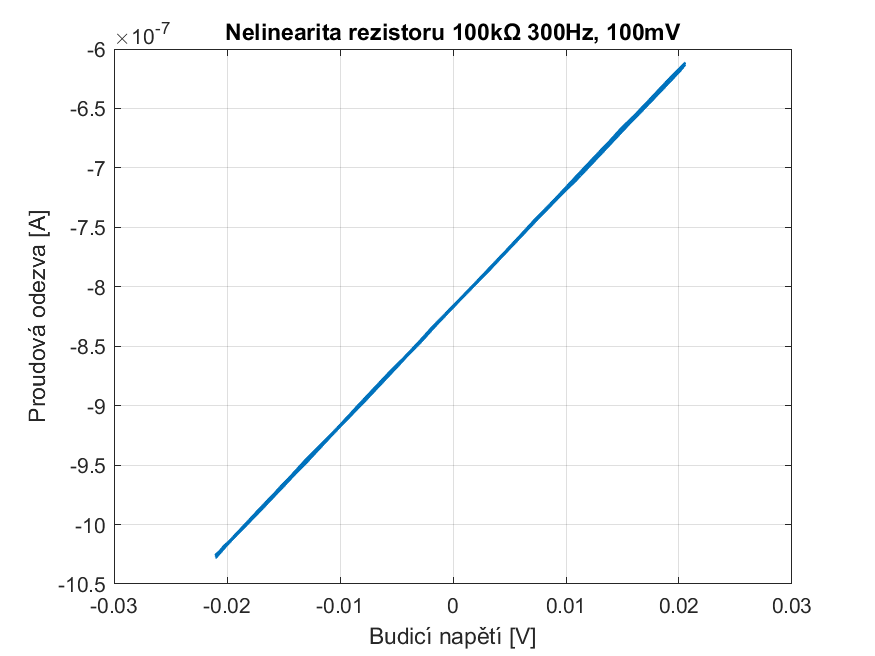 Nelinearita rezistoru 100kΩ 300Hz, 100mV
×10-7
-6
-6.5
-7
-7.5
-8
-8.5
-9
-9.5
-10
-10.5
-0.03 -0.02 -0.01 0 0.01 0.02 0.03
Budicí napětí [V]
Proudová odezva [A]